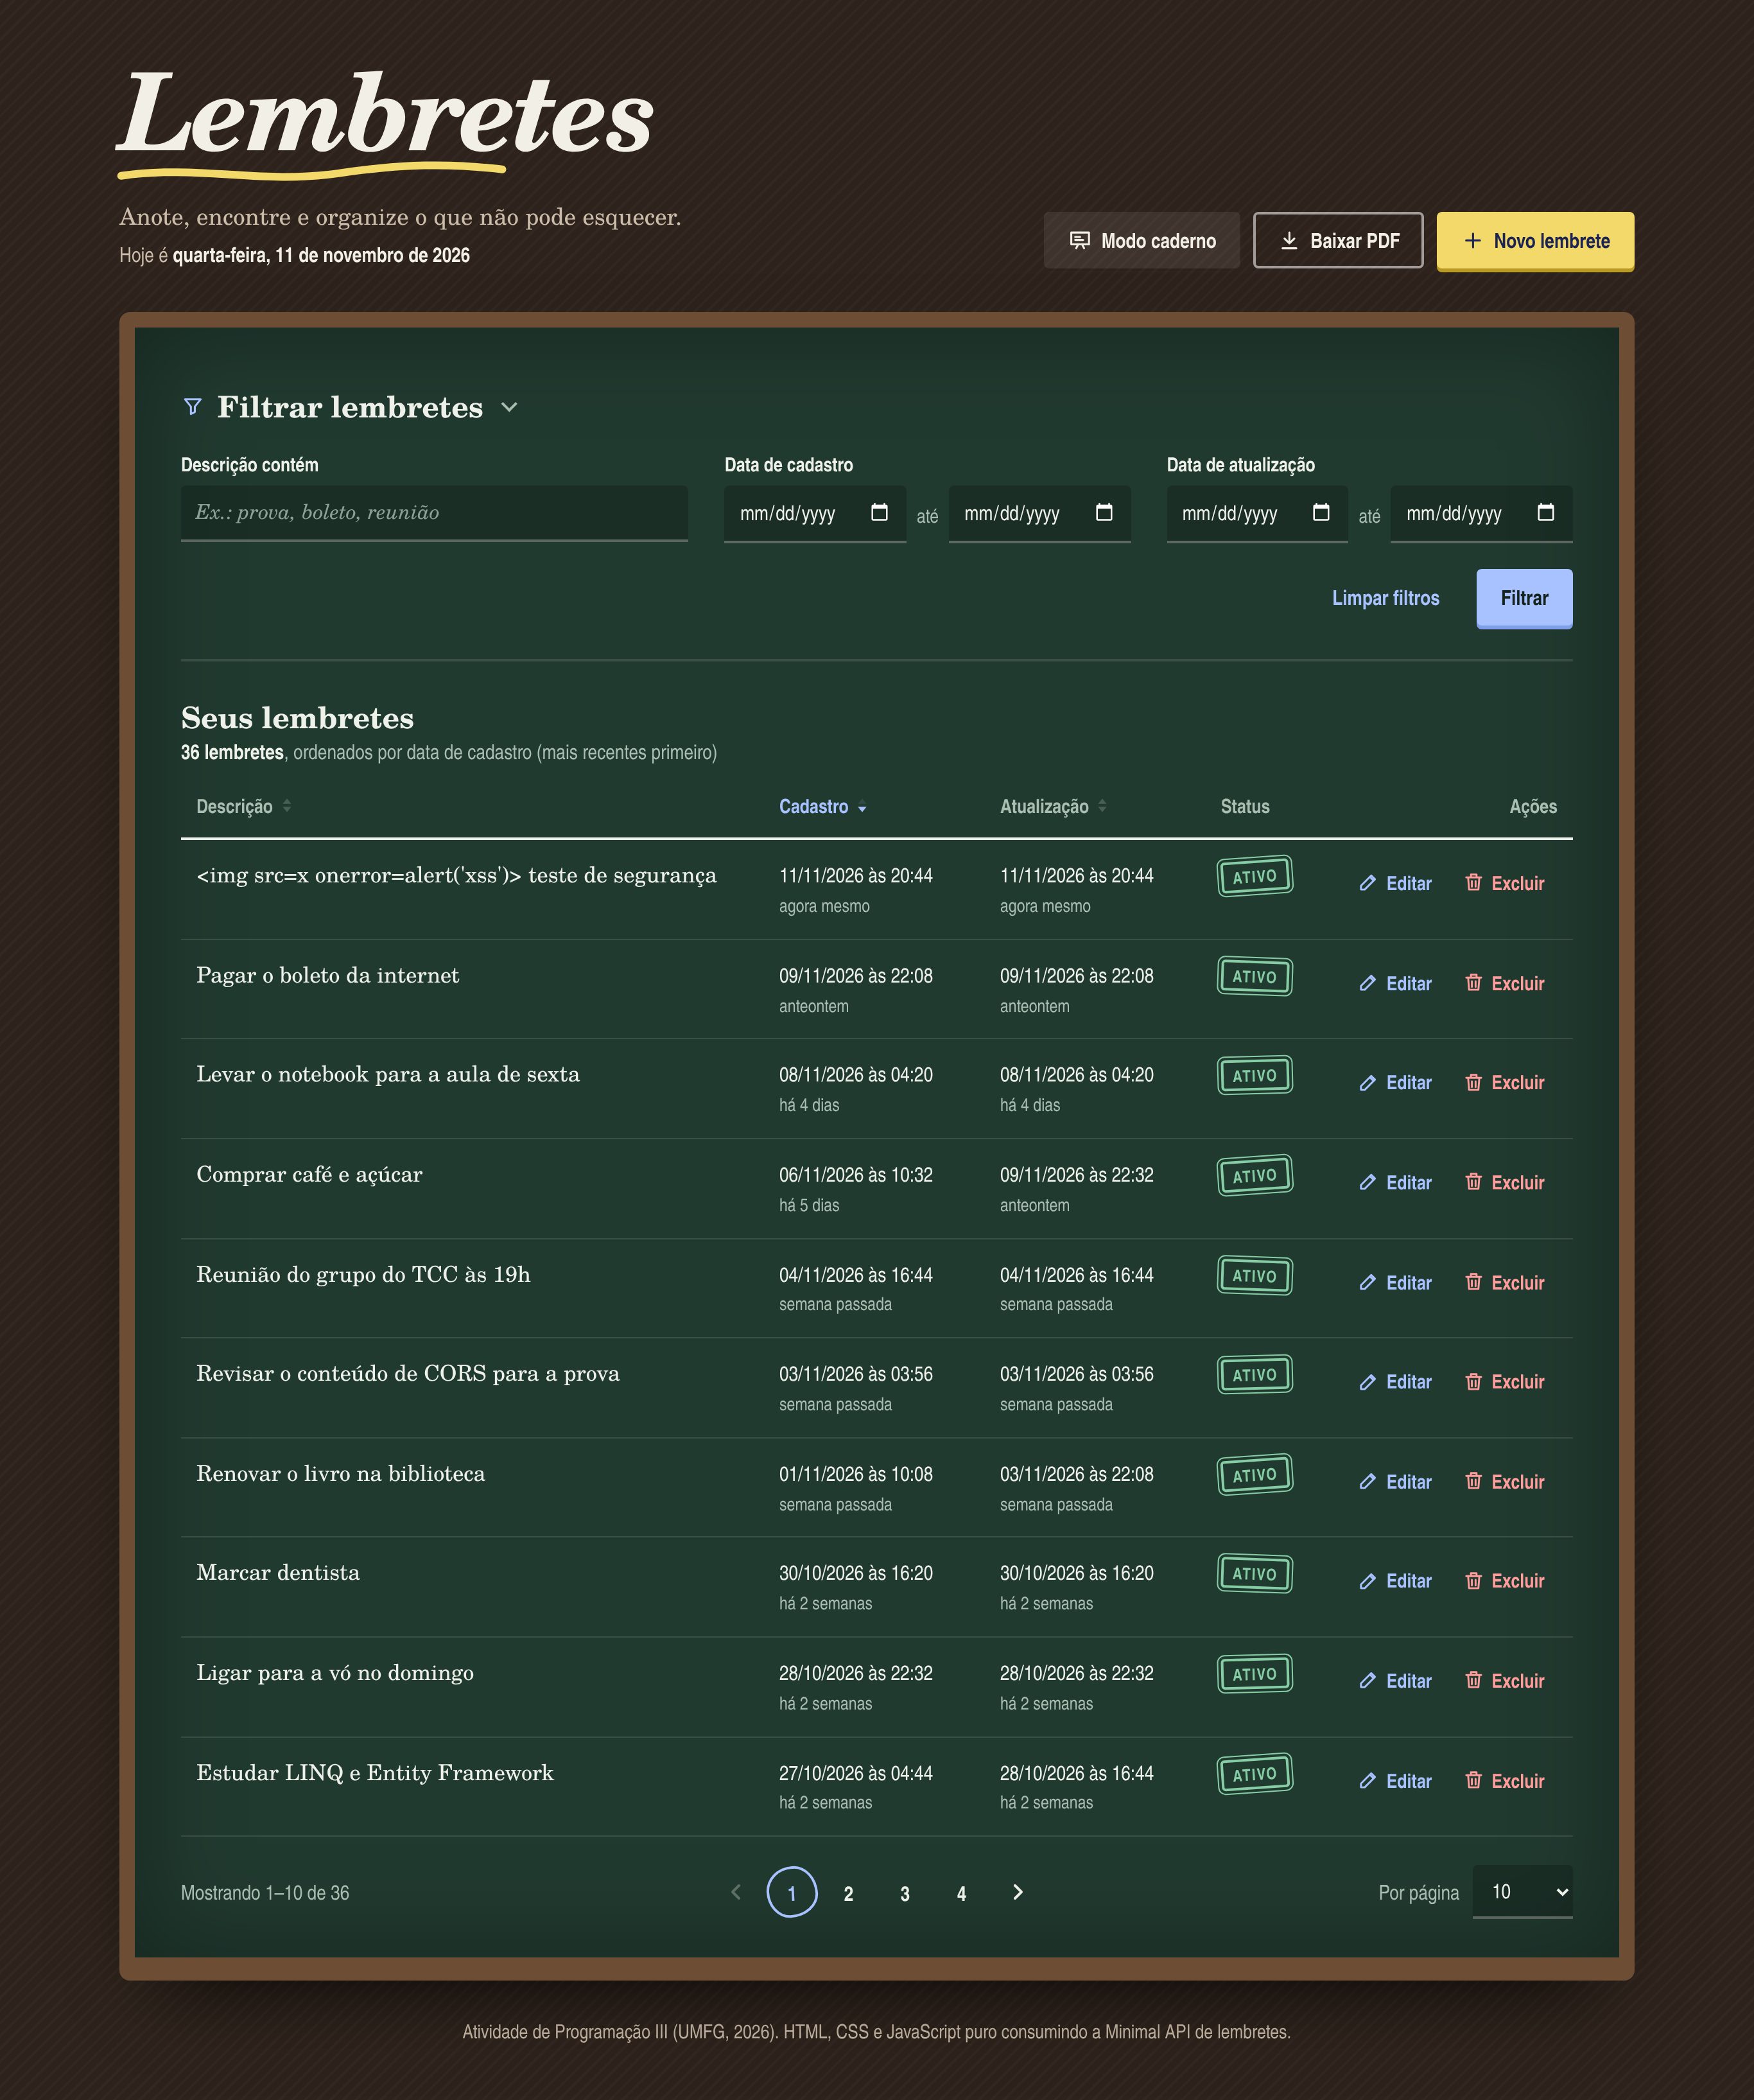 Lembretes
Anote, encontre e organize o que não pode esquecer.
Hoje é quarta-feira, 11 de novembro de 2026
Modo caderno
Baixar PDF
Novo lembrete
Filtrar lembretes
Descrição contém
Data de cadastro
Data de atualização
Ex.: prova, boleto, reunião
mm/dd/yyyy até mm/dd/yyyy
mm/dd/yyyy até mm/dd/yyyy
Limpar filtros
Filtrar
Seus lembretes
36 lembretes, ordenados por data de cadastro (mais recentes primeiro)
Descrição Cadastro Atualização Status Ações
<img src=x onerror=alert('xss')> teste de segurança 11/11/2026 às 20:44 11/11/2026 às 20:44 ATIVO Editar Excluir
agora mesmo agora mesmo
Pagar o boleto da internet 09/11/2026 às 22:08 09/11/2026 às 22:08 ATIVO Editar Excluir
anteontem anteontem
Levar o notebook para a aula de sexta 08/11/2026 às 04:20 08/11/2026 às 04:20 ATIVO Editar Excluir
há 4 dias há 4 dias
Comprar café e açúcar 06/11/2026 às 10:32 09/11/2026 às 22:32 ATIVO Editar Excluir
há 5 dias anteontem
Reunião do grupo do TCC às 19h 04/11/2026 às 16:44 04/11/2026 às 16:44 ATIVO Editar Excluir
semana passada semana passada
Revisar o conteúdo de CORS para a prova 03/11/2026 às 03:56 03/11/2026 às 03:56 ATIVO Editar Excluir
semana passada semana passada
Renovar o livro na biblioteca 01/11/2026 às 10:08 03/11/2026 às 22:08 ATIVO Editar Excluir
semana passada semana passada
Marcar dentista 30/10/2026 às 16:20 30/10/2026 às 16:20 ATIVO Editar Excluir
há 2 semanas há 2 semanas
Ligar para a vó no domingo 28/10/2026 às 22:32 28/10/2026 às 22:32 ATIVO Editar Excluir
há 2 semanas há 2 semanas
Estudar LINQ e Entity Framework 27/10/2026 às 04:44 28/10/2026 às 16:44 ATIVO Editar Excluir
há 2 semanas há 2 semanas
Mostrando 1–10 de 36 1 2 3 4 Por página 10
Atividade de Programação III (UMFG, 2026). HTML, CSS e JavaScript puro consumindo a Minimal API de lembretes.